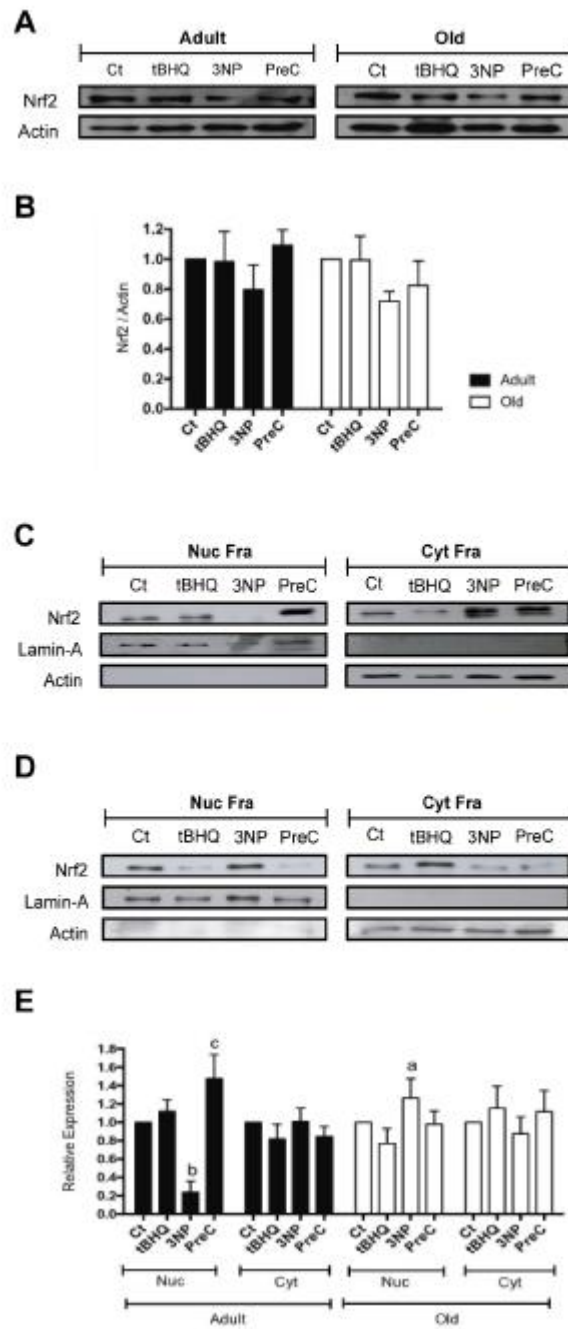 A
Adult Old
Ct tBHQ 3NP PreC Ct tBHQ 3NP PreC
Nrf2
Actin
B
Nrf2 / Actin
1.2
1.0
0.8
0.6
0.4
0.2
0.0
Ct tBHQ 3NP PreC Ct tBHQ 3NP PreC
Adult
Old
C
Nuc Fra Cyt Fra
Ct tBHQ 3NP PreC Ct tBHQ 3NP PreC
Nrf2
Lamin-A
Actin
D
Nuc Fra Cyt Fra
Ct tBHQ 3NP PreC Ct tBHQ 3NP PreC
Nrf2
Lamin-A
Actin
E
Relative Expression
2.0
1.8
1.6
1.4
1.2
1.0
0.8
0.6
0.4
0.2
0.0
b c a
Ct tBHQ 3NP PreC Ct tBHQ 3NP PreC Ct tBHQ 3NP PreC Ct tBHQ 3NP PreC
Nuc Cyt Nuc Cyt
Adult Old